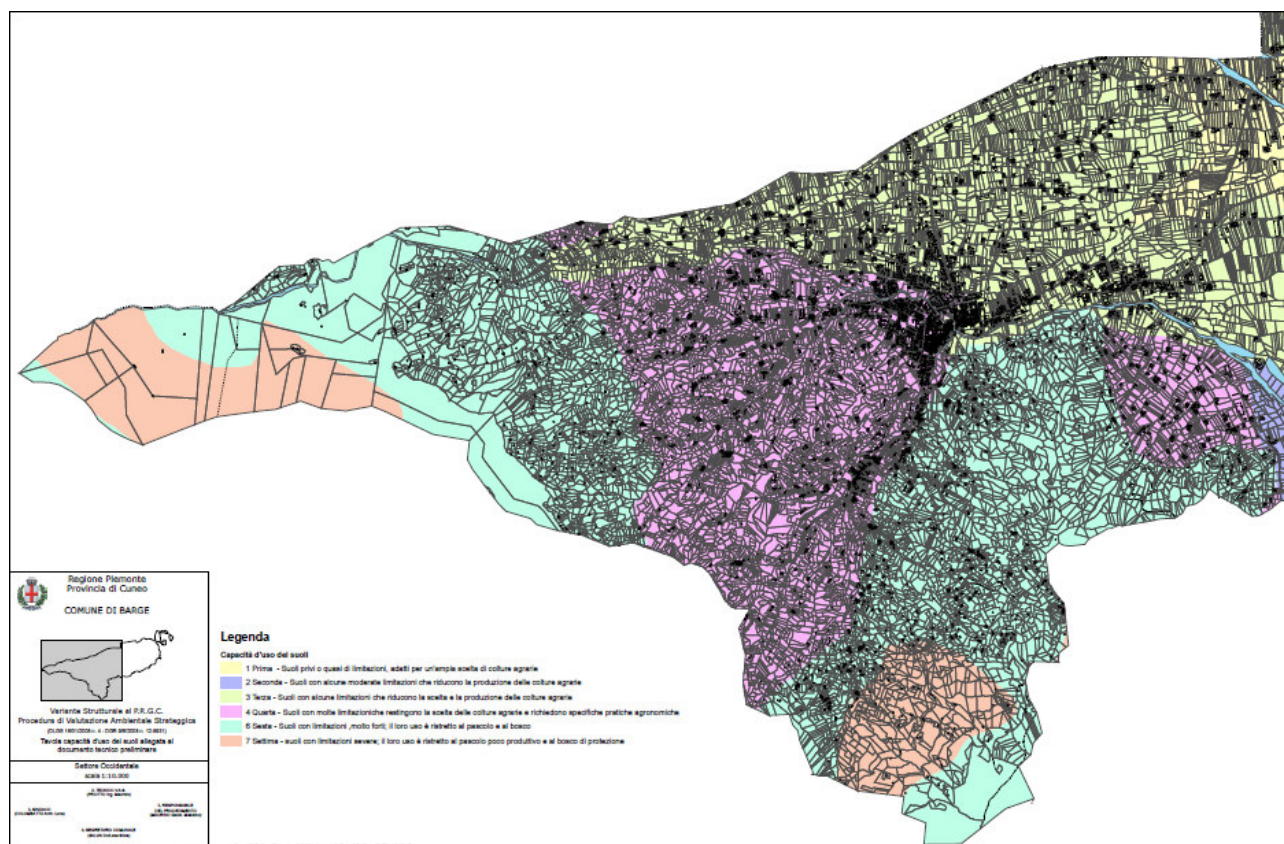 Regione Piemonte
Provincia di Cuneo
COMUNE DI BARGE
Variante Strutturale al P.R.G.C.
Procedura di Valutazione Ambientale Strateggica
Tavola capacità d'uso dei suoli allegata al
documento tecnico preliminare
Settore Occidentale
scala 1:10.000
Legenda
Capacità d'uso dei suoli
1 Prima - Suoli privi o quasi di limitazioni, adatti per un'ampia scelta di colture agrarie
2 Seconda - Suoli con alcune moderate limitazioni che riducono la produzione delle colture agrarie
3 Terza - Suoli con alcune limitazioni che riducono la scelta e la produzione delle colture agrarie
4 Quarta - Suoli con molte limitazioniche restingono la scelta delle colture agrarie e richiedono specifiche pratiche agronomiche
6 Sesta - Suoli con limitazioni ,molto forti; il loro uso è ristretto al pascolo e al bosco
7 Settima - suoli con limitazioni severe; il loro uso è ristretto al pascolo poco produttivo e al bosco di protezione